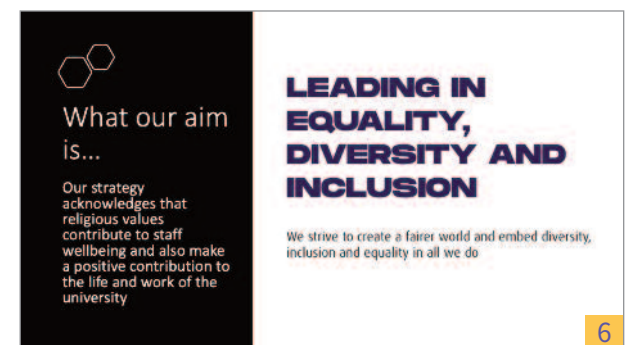 What our aim
is...
Our strategy
acknowledges that
religious values
contribute to staff
wellbeing and also make
a positive contribution to
the life and work of the
university
LEADING IN
EQUALITY,
DIVERSITY AND
INCLUSION
We strive to create a fairer world and embed diversity,
inclusion and equality in all we do
6